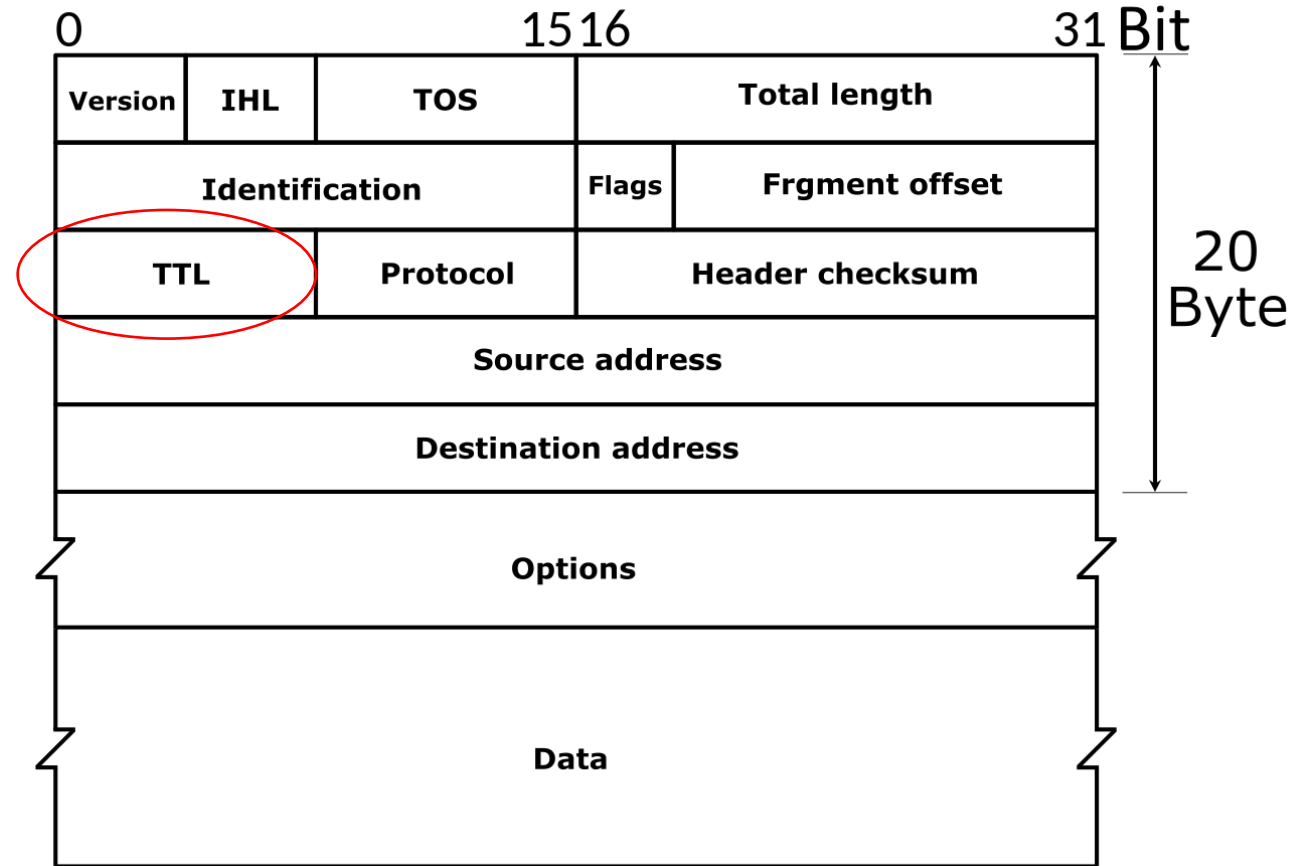 0 15 16 31 Bit
Version IHL TOS Total length
Identification Flags Frgment offset
TTL Protocol Header checksum
20
Byte
Source address
Destination address
Options
Data